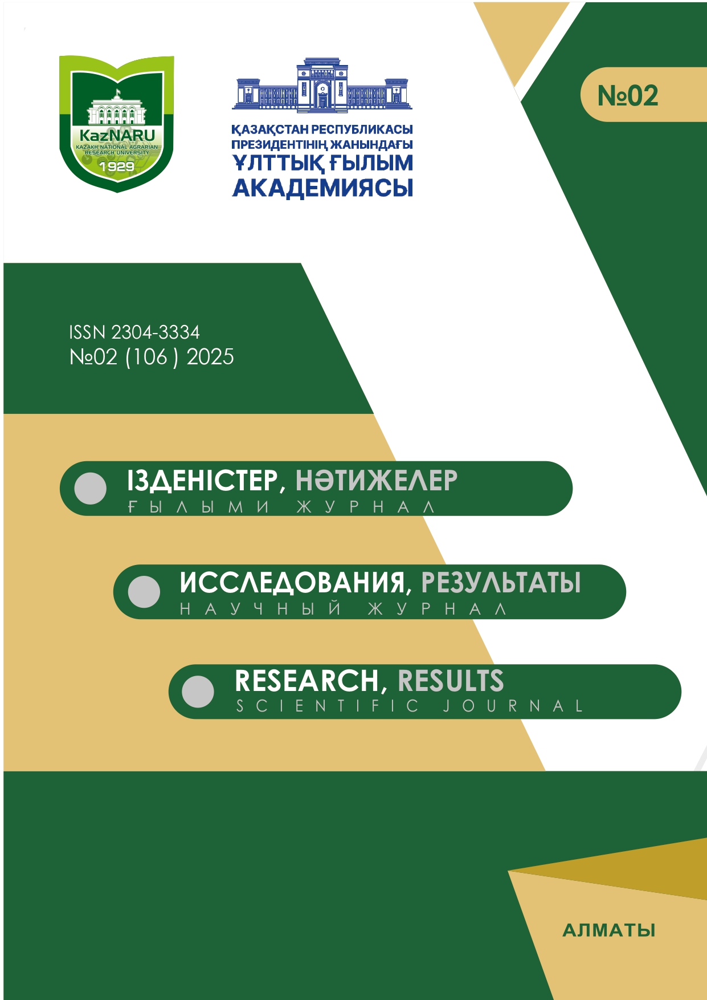 KazNARU
KAZAKH NATIONAL AGRARIAN
RESEARCH UNIVERSITY
1929
ҚАЗАҚСТАН РЕСПУБЛИКАСЫ
ПРЕЗИДЕНТІНІҢ ЖАНЫНДАҒЫ
ҰЛТТЫҚ ҒЫЛЫМ
АКАДЕМИЯСЫ
№02
ISSN 2304-3334
№02 (106 ) 2025
ІЗДЕНІСТЕР, НӘТИЖЕЛЕР
ҒЫЛЫМИ ЖУРНАЛ
ИССЛЕДОВАНИЯ, РЕЗУЛЬТАТЫ
НАУЧНЫЙ ЖУРНАЛ
RESEARCH, RESULTS
SCIENTIFIC JOURNAL
АЛМАТЫ